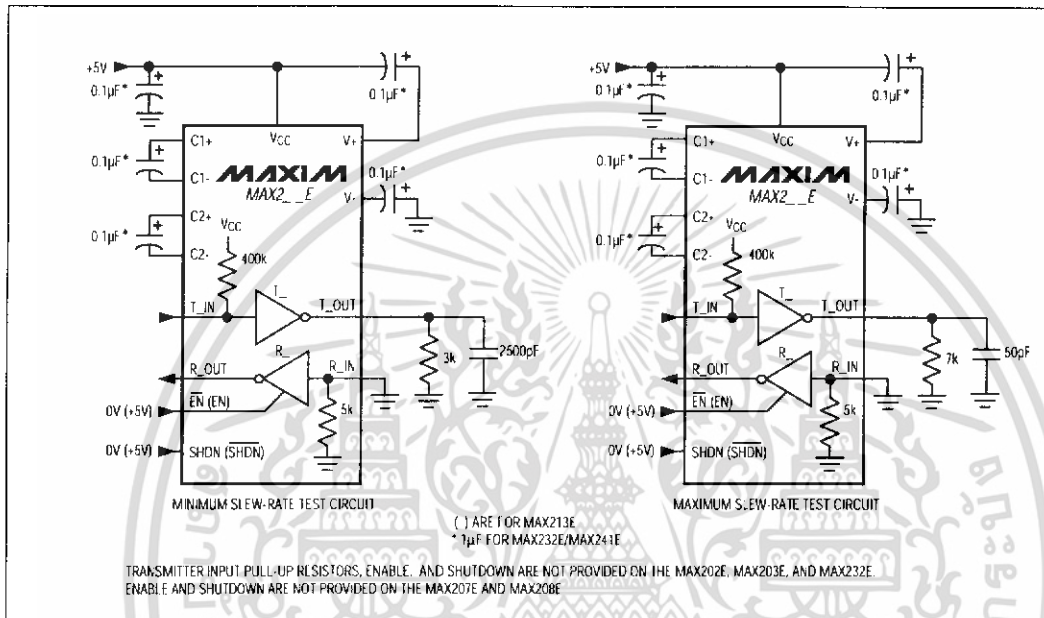 +5V
0.1µF*
0.1µF*
VCC
V+
C1+
0.1µF*
C1-
MAXIM
MAX2__E
0.1µF*
V-
C2+
0.1µF*
C2-
VCC
400k
T_IN
T_
T_OUT
3k
2500pF
R_OUT
R_
R_IN
5k
0V (+5V)
EN (EN)
0V (+5V)
SHDN (SHDN)
MINIMUM SLEW-RATE TEST CIRCUIT
+5V
0.1µF*
0.1µF*
VCC
V+
C1+
0.1µF*
C1-
MAXIM
MAX2__E
0.1µF*
V-
C2+
0.1µF*
C2-
VCC
400k
T_IN
T_
T_OUT
7k
50pF
R_OUT
R_
R_IN
5k
0V (+5V)
EN (EN)
0V (+5V)
SHDN (SHDN)
MAXIMUM SLEW-RATE TEST CIRCUIT
( ) ARE FOR MAX213E
* 1µF FOR MAX232E/MAX241E
TRANSMITTER INPUT PULL-UP RESISTORS, ENABLE, AND SHUTDOWN ARE NOT PROVIDED ON THE MAX202E, MAX203E, AND MAX232E.
ENABLE AND SHUTDOWN ARE NOT PROVIDED ON THE MAX207E AND MAX208E